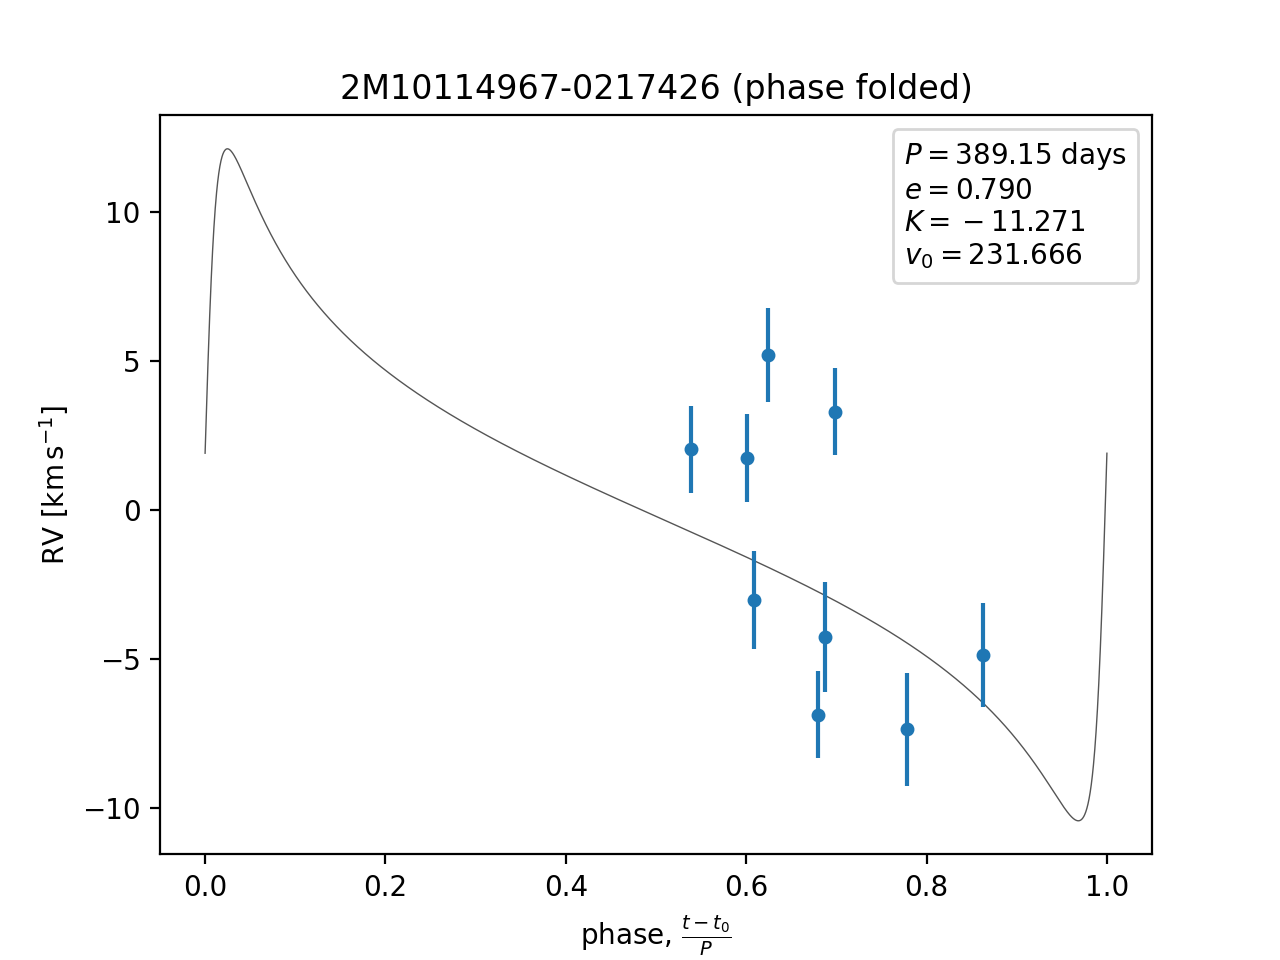 2M10114967-0217426 (phase folded)
P = 389.15 days
e = 0.790
K = −11.271
v₀ = 231.666
RV [km s⁻¹]
10
5
0
−5
−10
0.0 0.2 0.4 0.6 0.8 1.0
phase, (t − t₀)/P